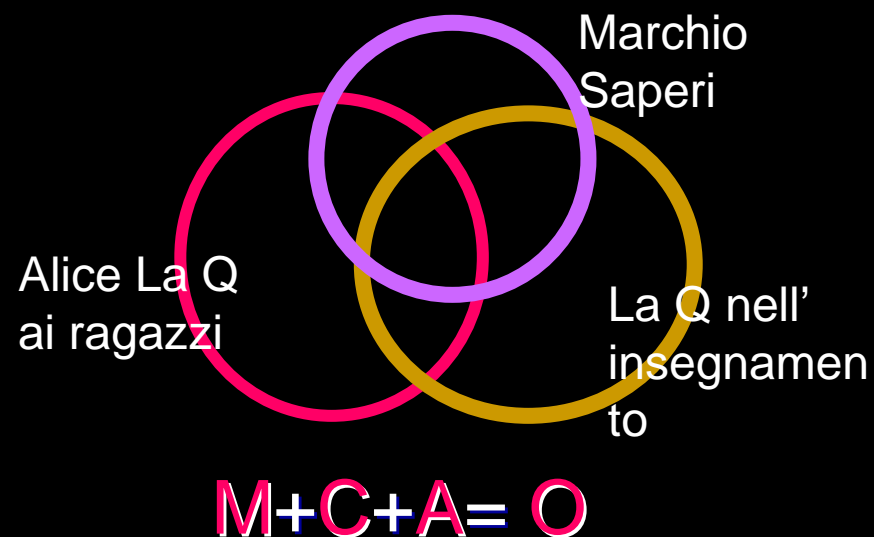 Marchio
Saperi
Alice La Q
ai ragazzi
La Q nell’
insegnamen
to
M+C+A= O